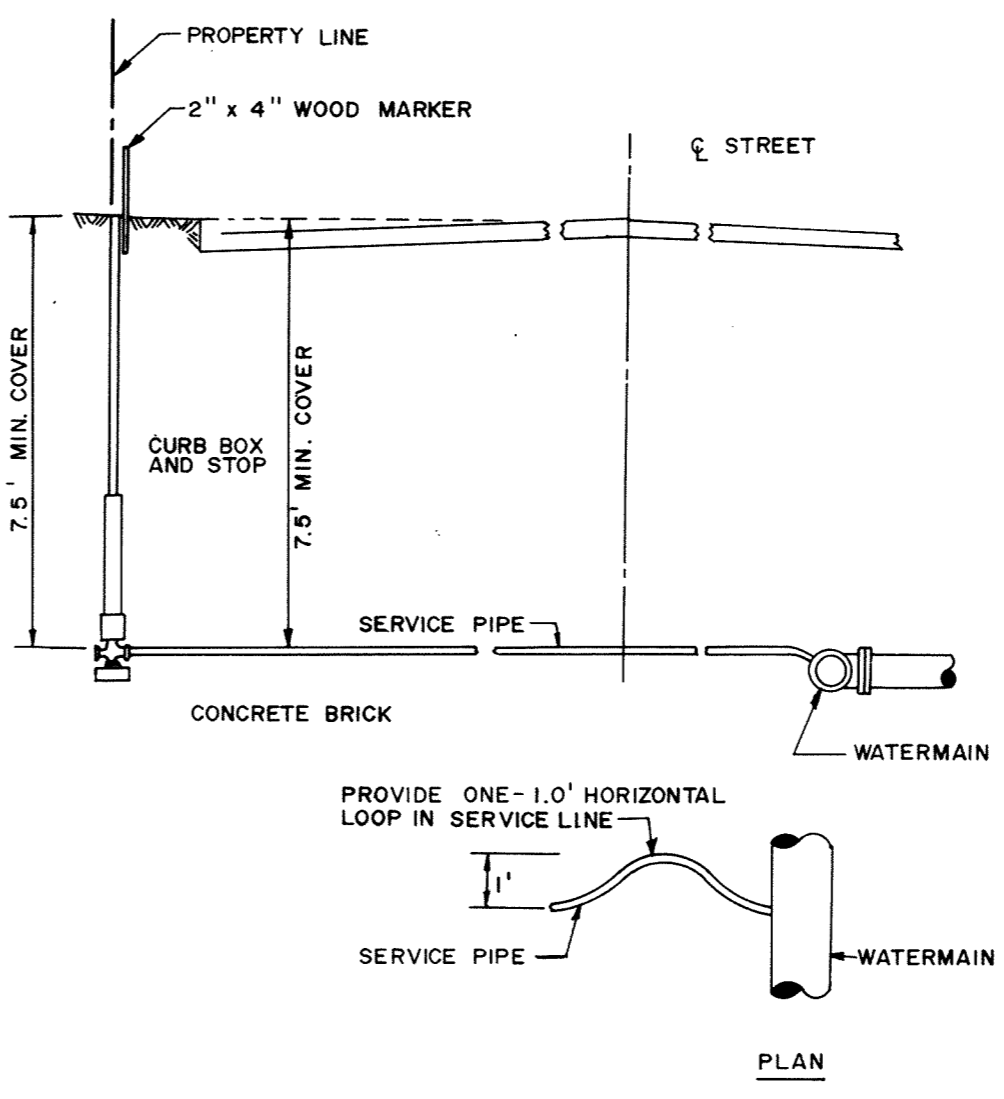 PROPERTY LINE
2" x 4" WOOD MARKER
℄ STREET
7.5' MIN. COVER
7.5' MIN. COVER
CURB BOX
AND STOP
SERVICE PIPE
CONCRETE BRICK
WATERMAIN
PROVIDE ONE-1.0' HORIZONTAL
LOOP IN SERVICE LINE
1'
SERVICE PIPE
WATERMAIN
PLAN